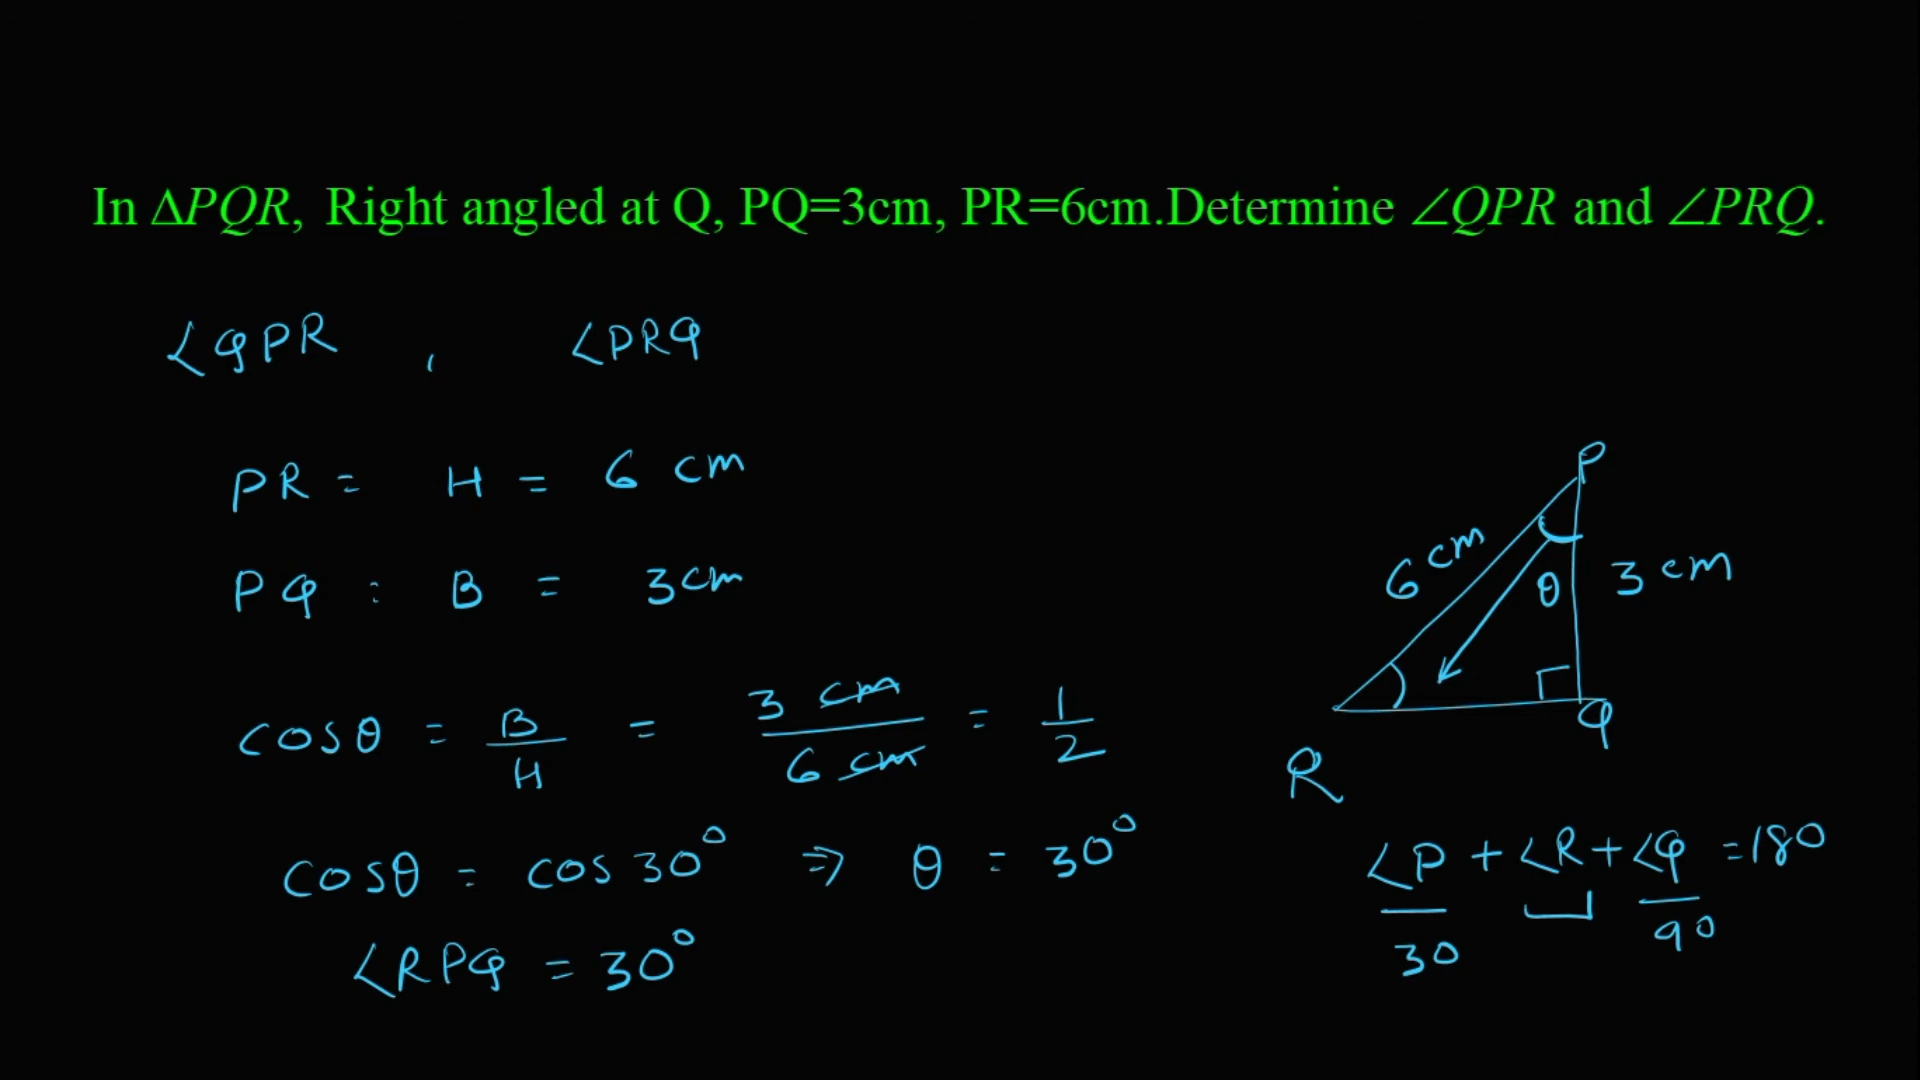 In ΔPQR, Right angled at Q, PQ=3cm, PR=6cm.Determine ∠QPR and ∠PRQ.
∠QPR , ∠PRQ
PR = H = 6 cm
PQ : B = 3cm
cosθ = B/H = 3 cm/6 cm = 1/2
cosθ = cos 30° ⇒ θ = 30°
∠RPQ = 30°
P
6 cm
θ
3 cm
Q
R
∠P + ∠R + ∠Q = 180
30
90